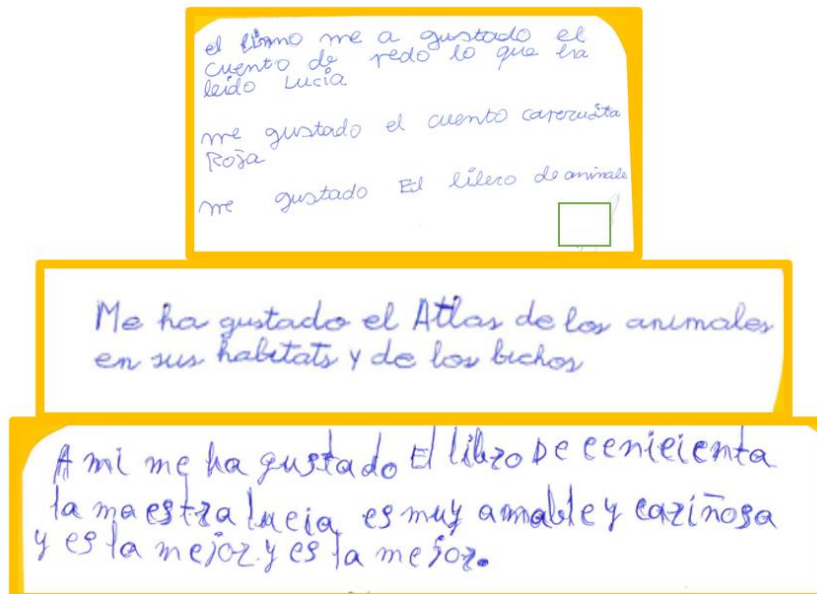 el me a gustado el
cuento de redo lo que ha
leido Lucía
me gustado el cuento caperusita
Roja
me gustado El libro de animale
Me ha gustado el Atlas de los animales
en sus habitats y de los bichos
A mi me ha gustado El libro De cenicienta
la maestra lucia es muy amable y cariñosa
y es la mejor y es la mejor.